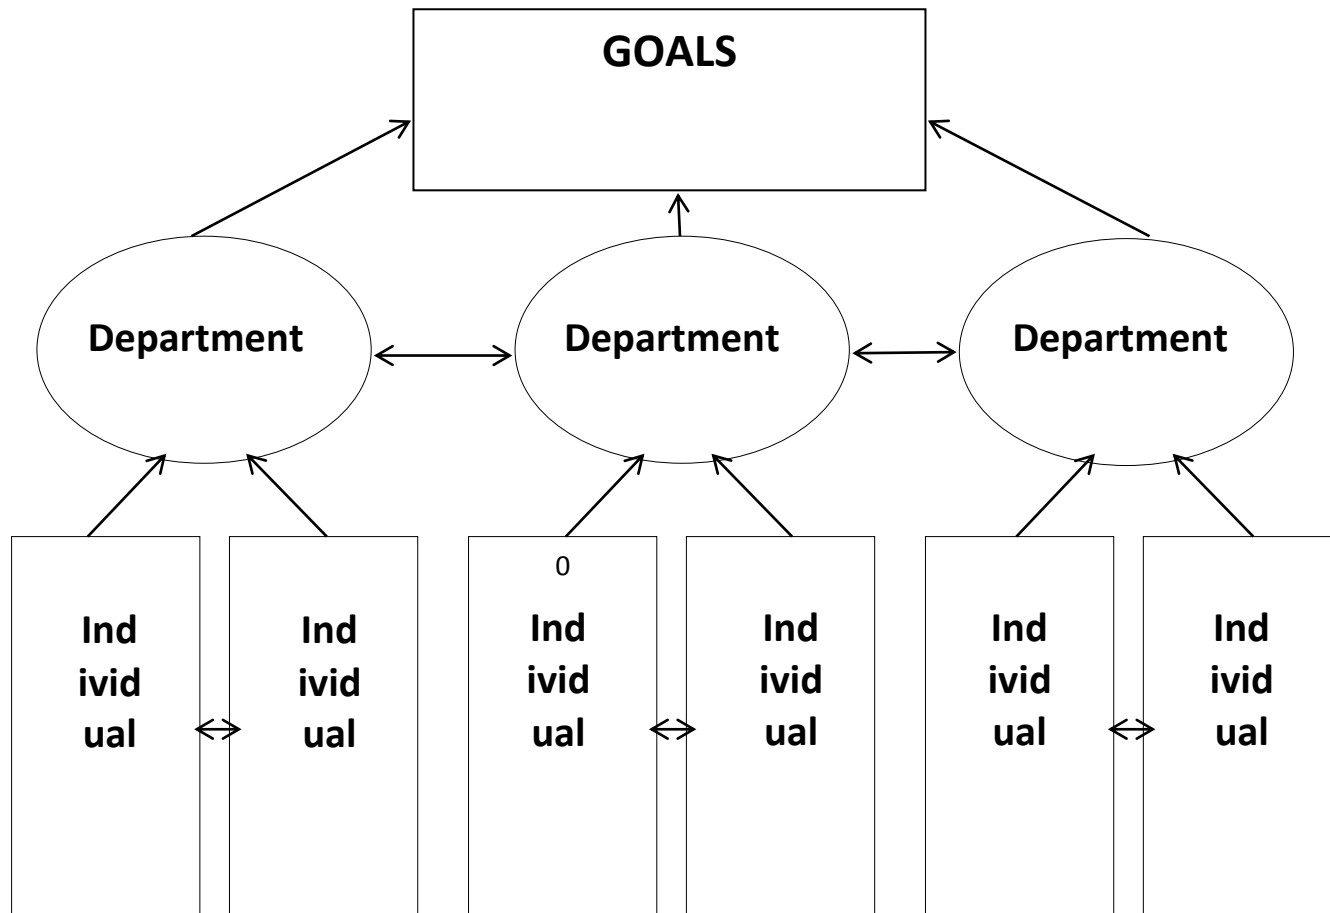 GOALS
Department
Department
Department
0
Ind
ivid
ual
Ind
ivid
ual
Ind
ivid
ual
Ind
ivid
ual
Ind
ivid
ual
Ind
ivid
ual